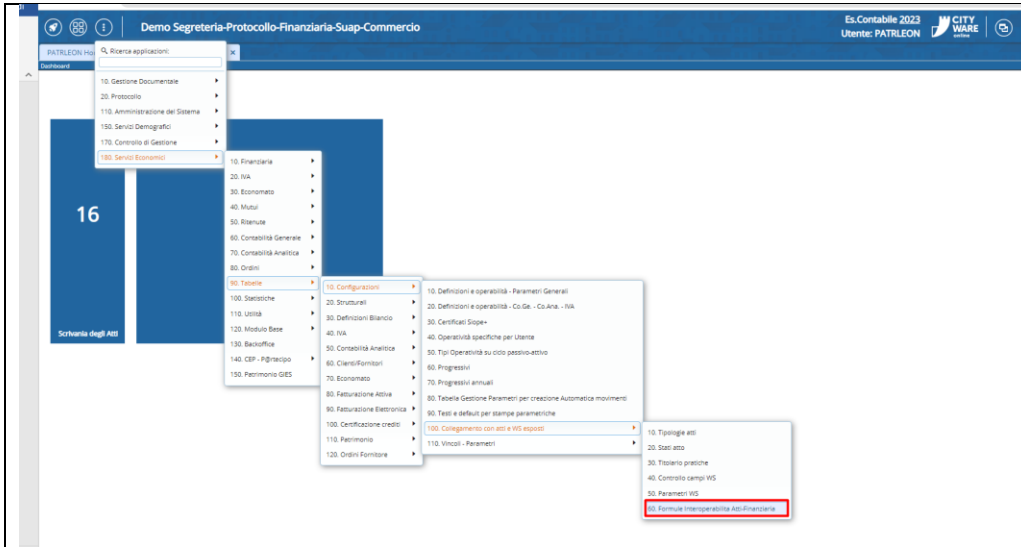 Demo Segreteria-Protocollo-Finanziaria-Suap-Commercio
Es.Contabile 2023
Utente: PATRLEON
CITY
WARE
online
PATRLEON Ho
Ricerca applicazioni:
Dashboard
10. Gestione Documentale
20. Protocollo
110. Amministrazione del Sistema
150. Servizi Demografici
170. Controllo di Gestione
180. Servizi Economici
16
Scrivania degli Atti
10. Finanziaria
20. IVA
30. Economato
40. Mutui
50. Ritenute
60. Contabilità Generale
70. Contabilità Analitica
80. Ordini
90. Tabelle
100. Statistiche
110. Utilità
120. Modulo Base
130. Backoffice
140. CEP - P@rtecipo
150. Patrimonio GIES
10. Configurazioni
20. Strutturali
30. Definizioni Bilancio
40. IVA
50. Contabilità Analitica
60. Clienti/Fornitori
70. Economato
80. Fatturazione Attiva
90. Fatturazione Elettronica
100. Certificazione crediti
110. Patrimonio
120. Ordini Fornitore
10. Definizioni e operabilità - Parametri Generali
20. Definizioni e operabilità - Co.Ge. - Co.Ana. - IVA
30. Certificati Siope+
40. Operatività specifiche per Utente
50. Tipi Operatività su ciclo passivo-attivo
60. Progressivi
70. Progressivi annuali
80. Tabella Gestione Parametri per creazione Automatica movimenti
90. Testi e default per stampe parametriche
100. Collegamento con atti e WS esposti
110. Vincoli - Parametri
10. Tipologie atti
20. Stati atto
30. Titolario pratiche
40. Controllo campi WS
50. Parametri WS
60. Formule Interoperabilita Atti-Finanziaria